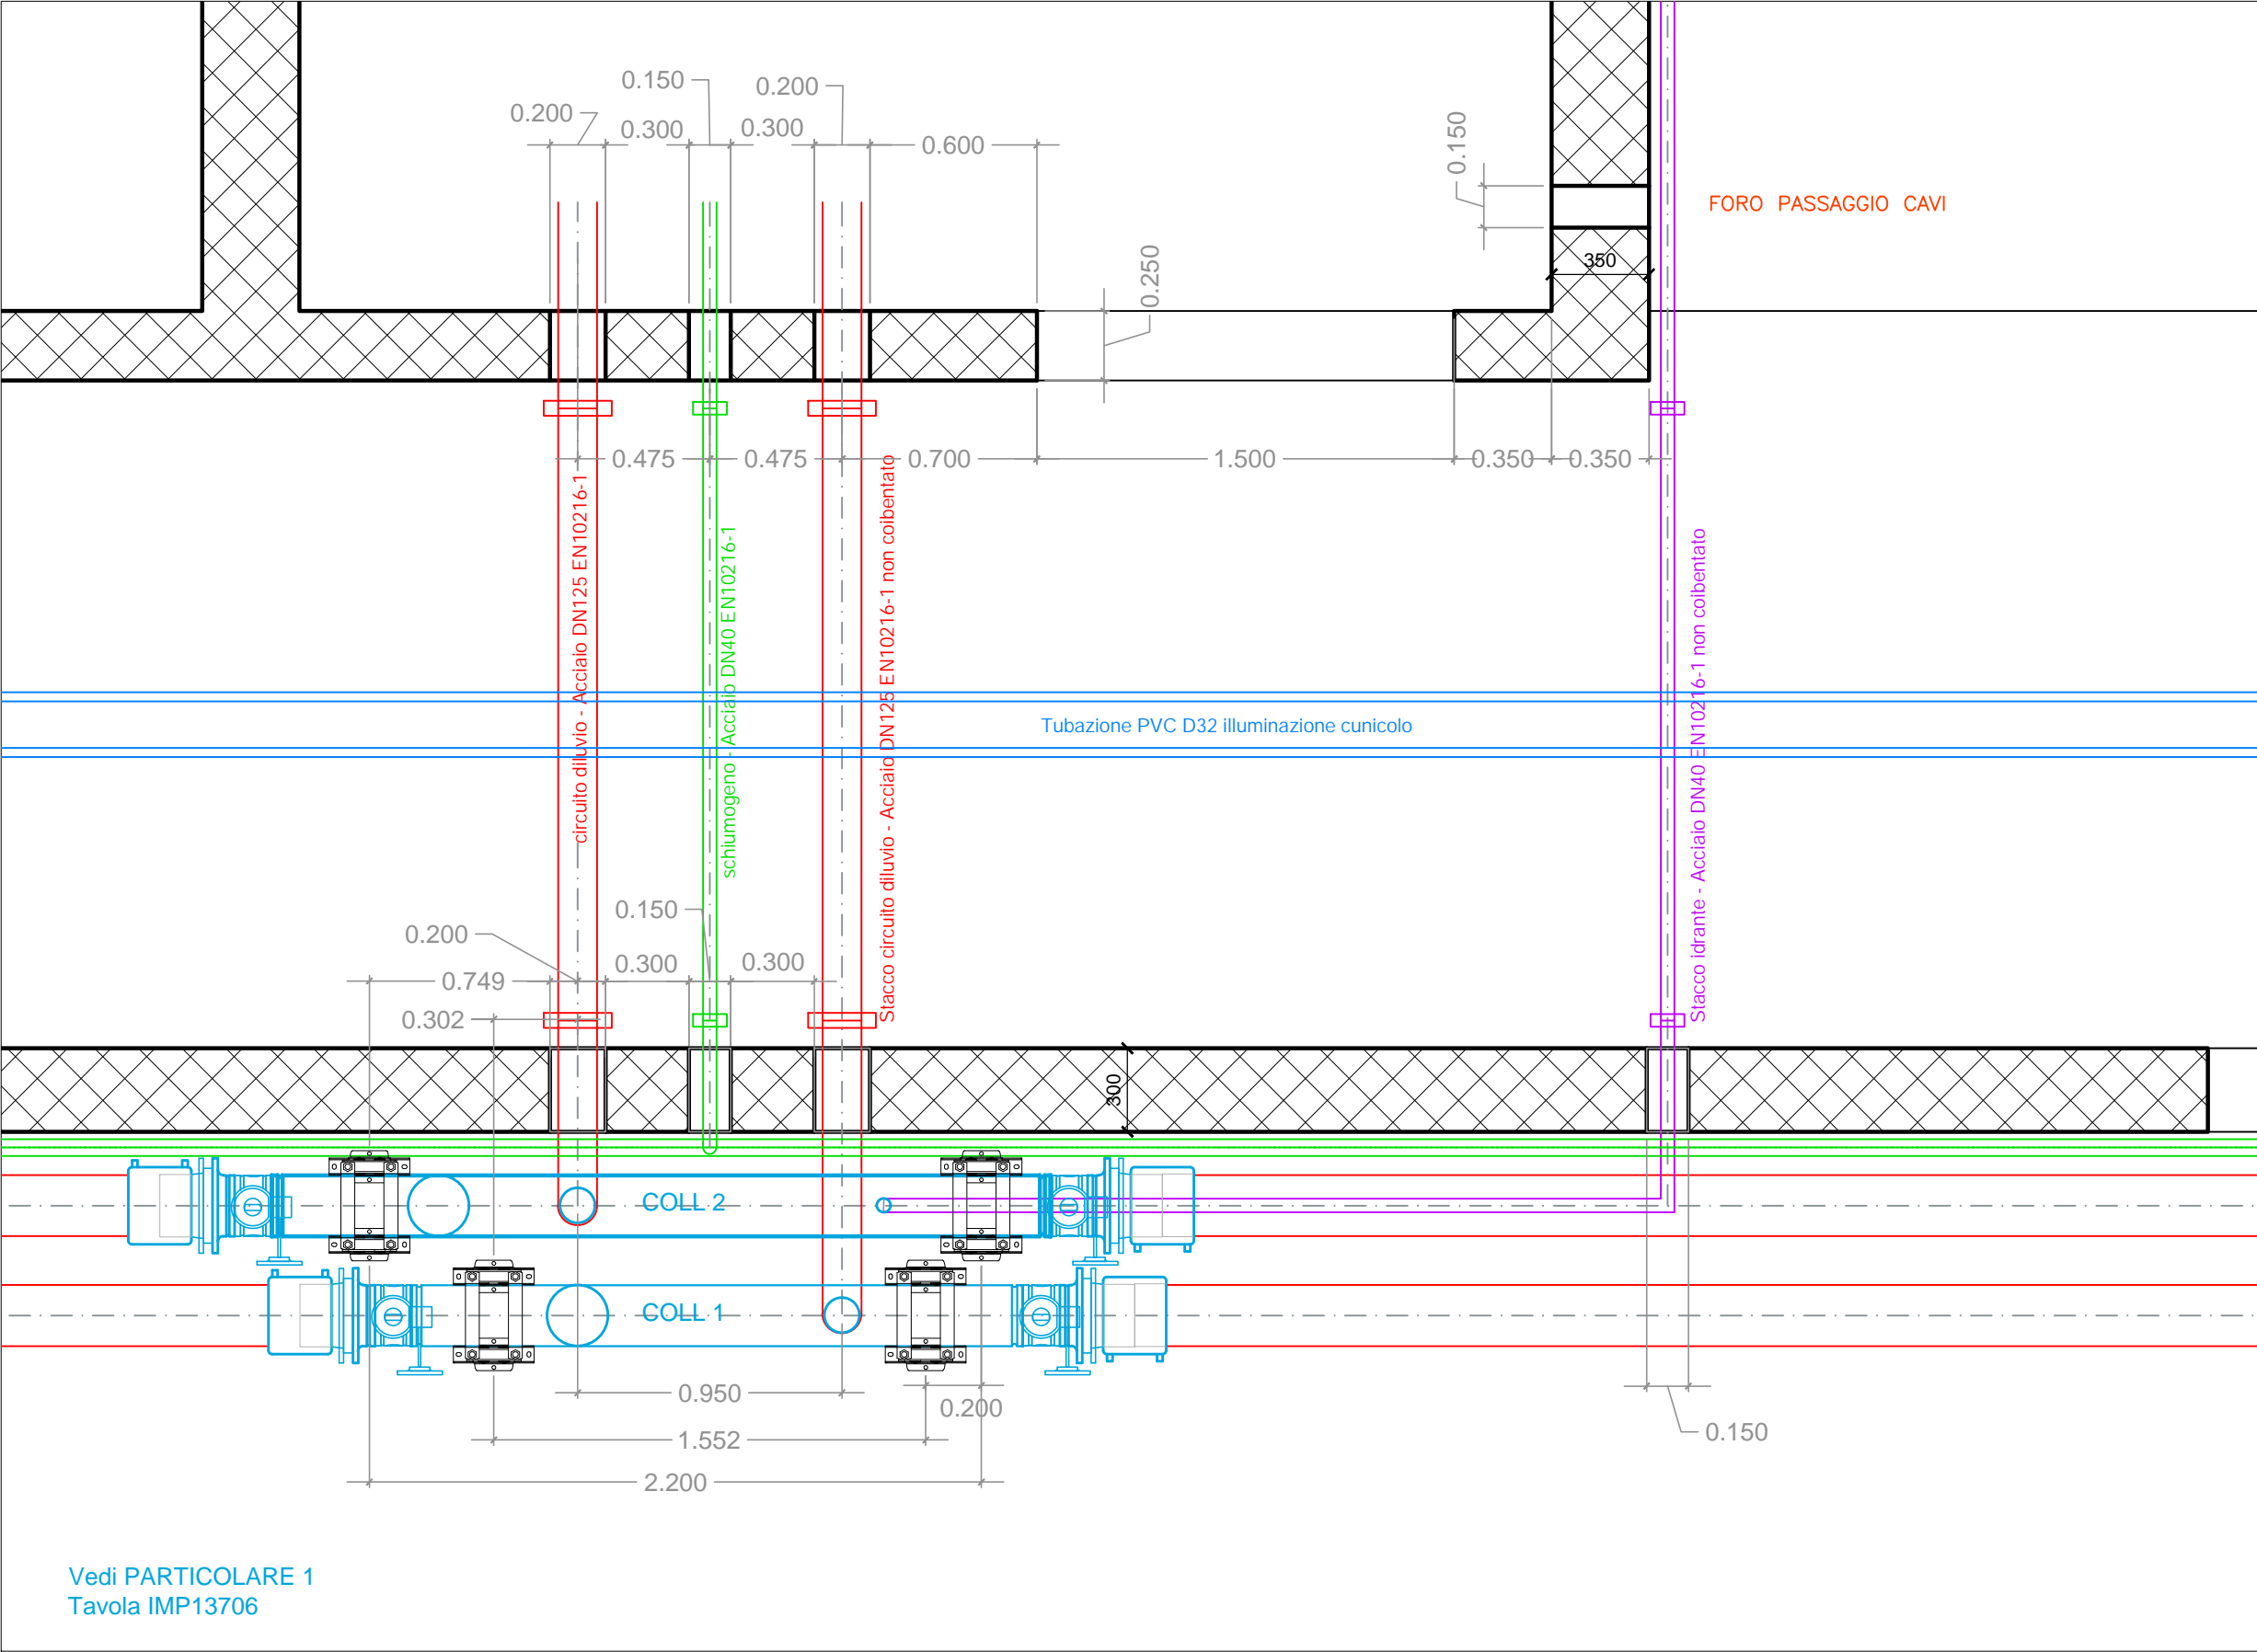 0.150
0.200
0.200
0.300
0.300
0.600
0.150
FORO PASSAGGIO CAVI
350
0.250
0.475
0.475
0.700
1.500
0.350
0.350
circuito diluvio - Acciaio DN125 EN10216-1
schiumogeno - Acciaio DN40 EN10216-1
Stacco circuito diluvio - Acciaio DN125 EN10216-1 non coibentato
Stacco idrante - Acciaio DN40 EN10216-1 non coibentato
Tubazione PVC D32 illuminazione cunicolo
0.150
0.200
0.300
0.300
0.749
0.302
300
COLL 2
COLL 1
0.950
0.200
1.552
0.150
2.200
Vedi PARTICOLARE 1
Tavola IMP13706